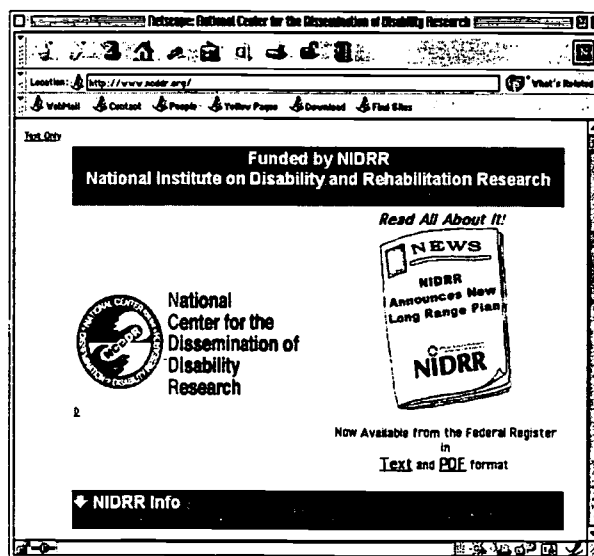 Netscape: National Center for the Dissemination of Disability Research
Location: http://www.ncddr.org/
What's Related
WebMail Contact People Yellow Pages Download Find Sites
Text Only
Funded by NIDRR
National Institute on Disability and Rehabilitation Research
Read All About It!
NEWS
NIDRR
Announces New
Long Range Plan
NIDRR
National
Center for the
Dissemination of
Disability
Research
NCDDR
D
Now Available from the Federal Register
in
Text and PDF format
NIDRR Info